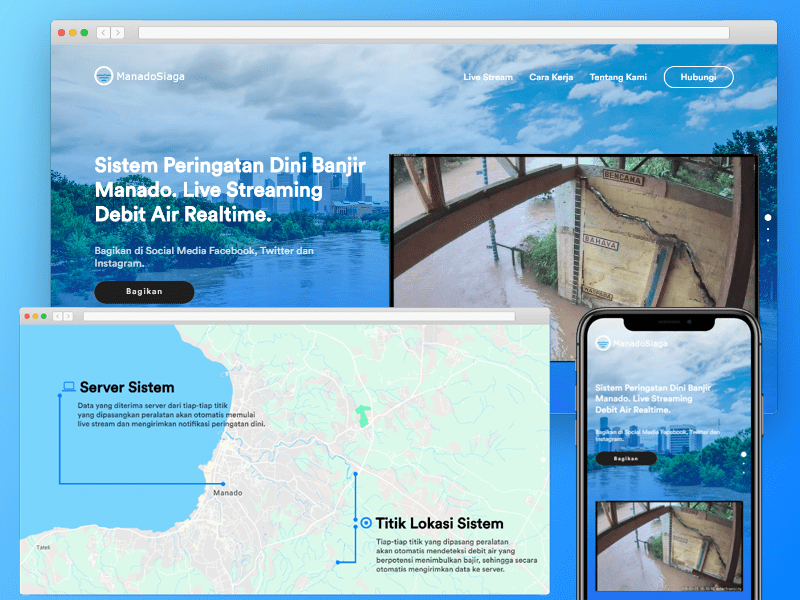 ManadoSiaga
Live Stream Cara Kerja Tentang Kami Hubungi
Sistem Peringatan Dini Banjir
Manado. Live Streaming
Debit Air Realtime.
Bagikan di Social Media Facebook, Twitter dan
Instagram.
Bagikan
BENCANA
BAHAYA
WASPADA
Server Sistem
Data yang diterima server dari tiap-tiap titik
yang dipasangkan peralatan akan otomatis memulai
live stream dan mengirimkan notifikasi peringatan dini.
Manado
Tateli
Titik Lokasi Sistem
Tiap-tiap titik yang dipasang peralatan
akan otomatis mendeteksi debit air yang
berpotensi menimbulkan bajir, sehingga secara
otomatis mengirimkan data ke server.
ManadoSiaga
Sistem Peringatan Dini Banjir
Manado. Live Streaming
Debit Air Realtime.
Bagikan di Social Media Facebook, Twitter dan
Instagram.
Bagikan